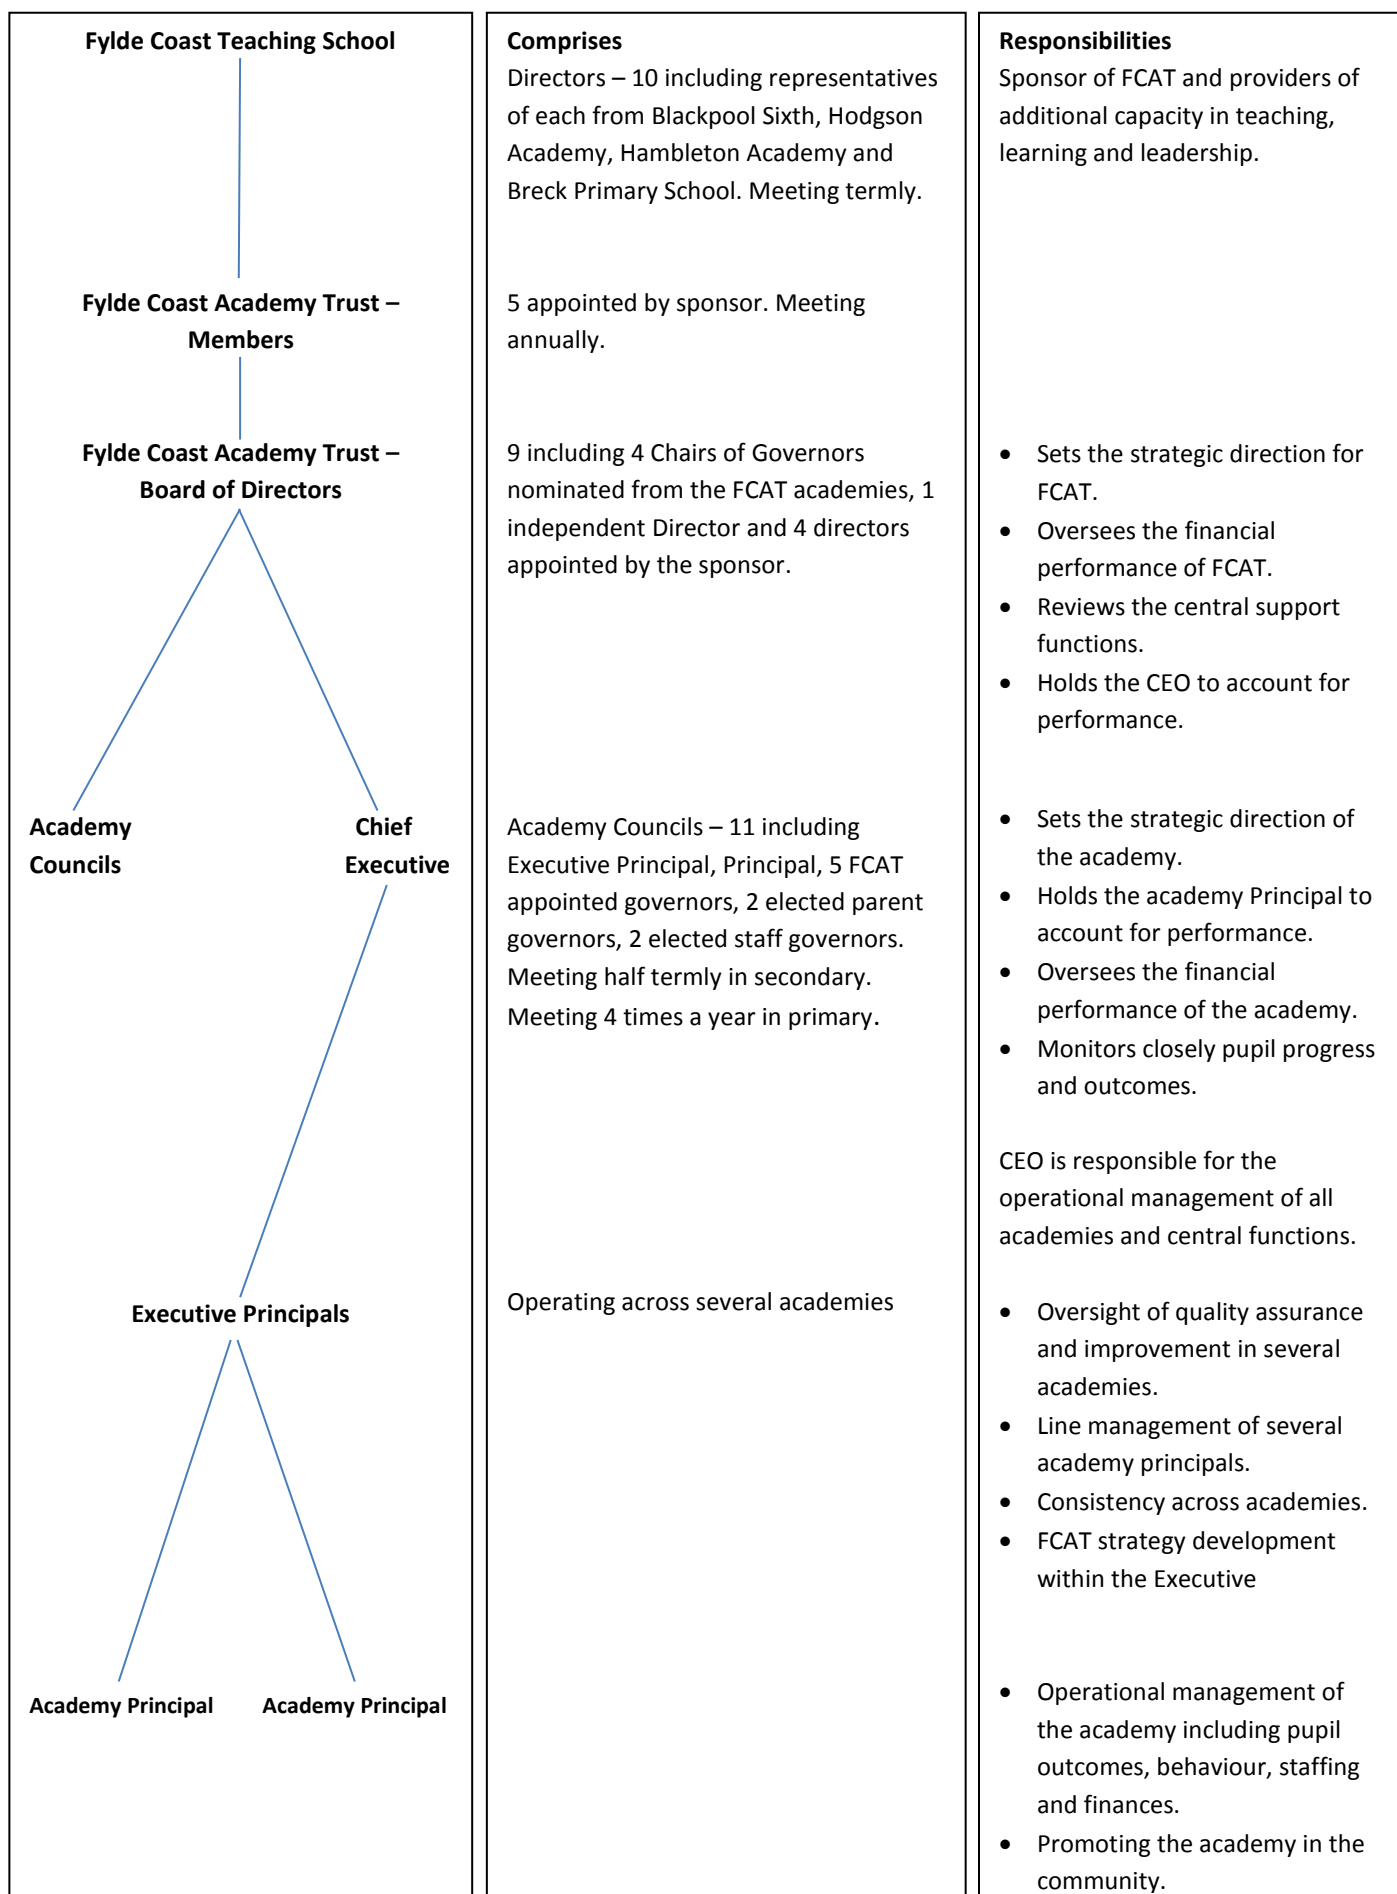 Fylde Coast Teaching School
Fylde Coast Academy Trust –
Members
Fylde Coast Academy Trust –
Board of Directors
Academy
Councils
Chief
Executive
Executive Principals
Academy Principal
Academy Principal
Comprises
Directors – 10 including representatives
of each from Blackpool Sixth, Hodgson
Academy, Hambleton Academy and
Breck Primary School. Meeting termly.
5 appointed by sponsor. Meeting
annually.
9 including 4 Chairs of Governors
nominated from the FCAT academies, 1
independent Director and 4 directors
appointed by the sponsor.
Academy Councils – 11 including
Executive Principal, Principal, 5 FCAT
appointed governors, 2 elected parent
governors, 2 elected staff governors.
Meeting half termly in secondary.
Meeting 4 times a year in primary.
Operating across several academies
Responsibilities
Sponsor of FCAT and providers of
additional capacity in teaching,
learning and leadership.
• Sets the strategic direction for
FCAT.
• Oversees the financial
performance of FCAT.
• Reviews the central support
functions.
• Holds the CEO to account for
performance.
• Sets the strategic direction of
the academy.
• Holds the academy Principal to
account for performance.
• Oversees the financial
performance of the academy.
• Monitors closely pupil progress
and outcomes.
CEO is responsible for the
operational management of all
academies and central functions.
• Oversight of quality assurance
and improvement in several
academies.
• Line management of several
academy principals.
• Consistency across academies.
• FCAT strategy development
within the Executive
• Operational management of
the academy including pupil
outcomes, behaviour, staffing
and finances.
• Promoting the academy in the
community.